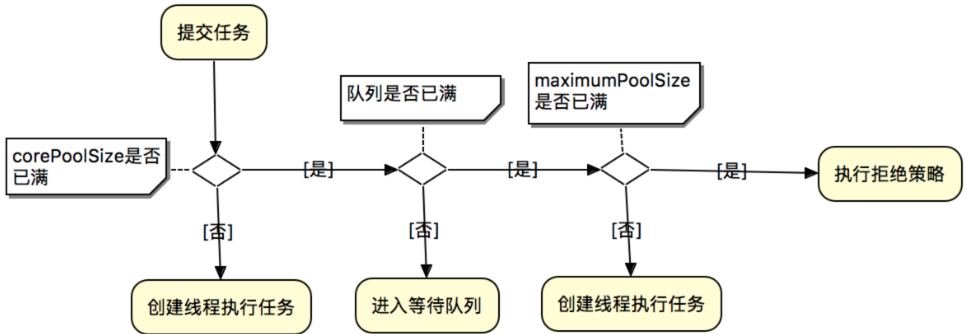 提交任务
队列是否已满
maximumPoolSize
是否已满
corePoolSize是否
已满
[是]
[是]
[是]
执行拒绝策略
[否]
[否]
[否]
创建线程执行任务
进入等待队列
创建线程执行任务